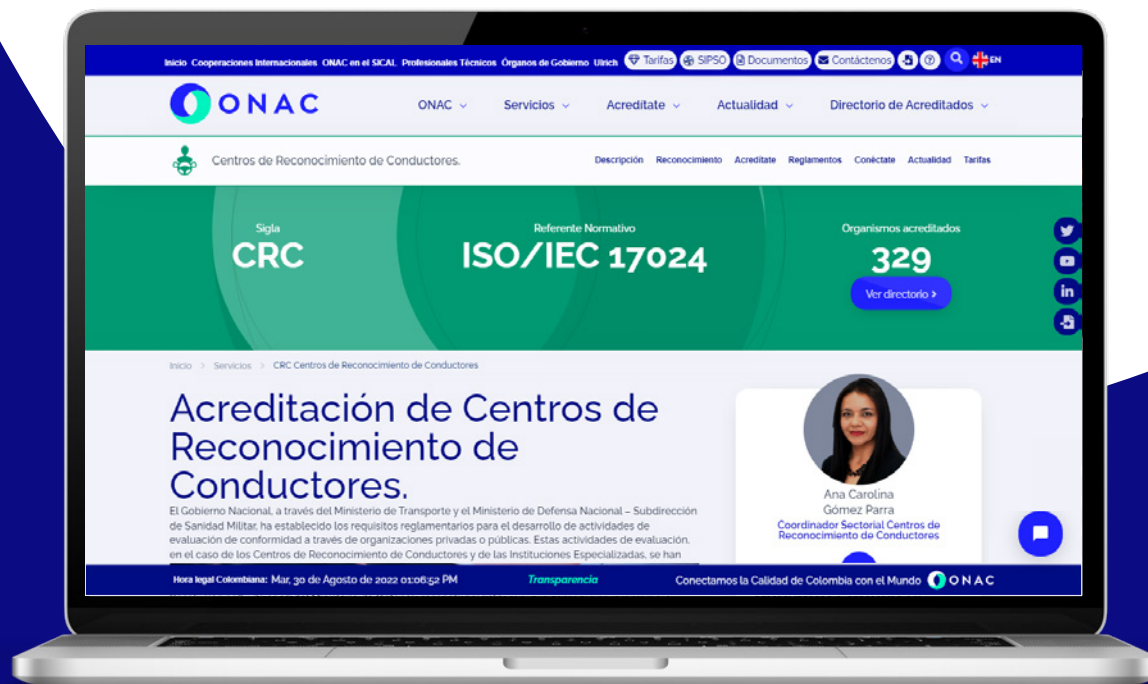 Inicio Cooperaciones Internacionales ONAC en el SICAL Profesionales Técnicos Órganos de Gobierno Ulrich Tarifas SIPSO Documentos Contáctenos EN
ONAC ONAC Servicios Acredítate Actualidad Directorio de Acreditados
Centros de Reconocimiento de Conductores. Descripción Reconocimiento Acredítate Reglamentos Conéctate Actualidad Tarifas
Sigla Referente Normativo Organismos acreditados
CRC ISO/IEC 17024 329
Ver directorio >
in
Inicio > Servicios > CRC Centros de Reconocimiento de Conductores
Acreditación de Centros de
Reconocimiento de
Conductores.
El Gobierno Nacional, a través del Ministerio de Transporte y el Ministerio de Defensa Nacional – Subdirección
de Sanidad Militar, ha establecido los requisitos reglamentarios para el desarrollo de actividades de
evaluación de conformidad a través de organizaciones privadas o públicas. Estas actividades de evaluación,
en el caso de los Centros de Reconocimiento de Conductores y de las Instituciones Especializadas, se han
Ana Carolina
Gómez Parra
Coordinador Sectorial Centros de
Reconocimiento de Conductores
Hora legal Colombiana: Mar, 30 de Agosto de 2022 01:06:52 PM Transparencia Conectamos la Calidad de Colombia con el Mundo ONAC